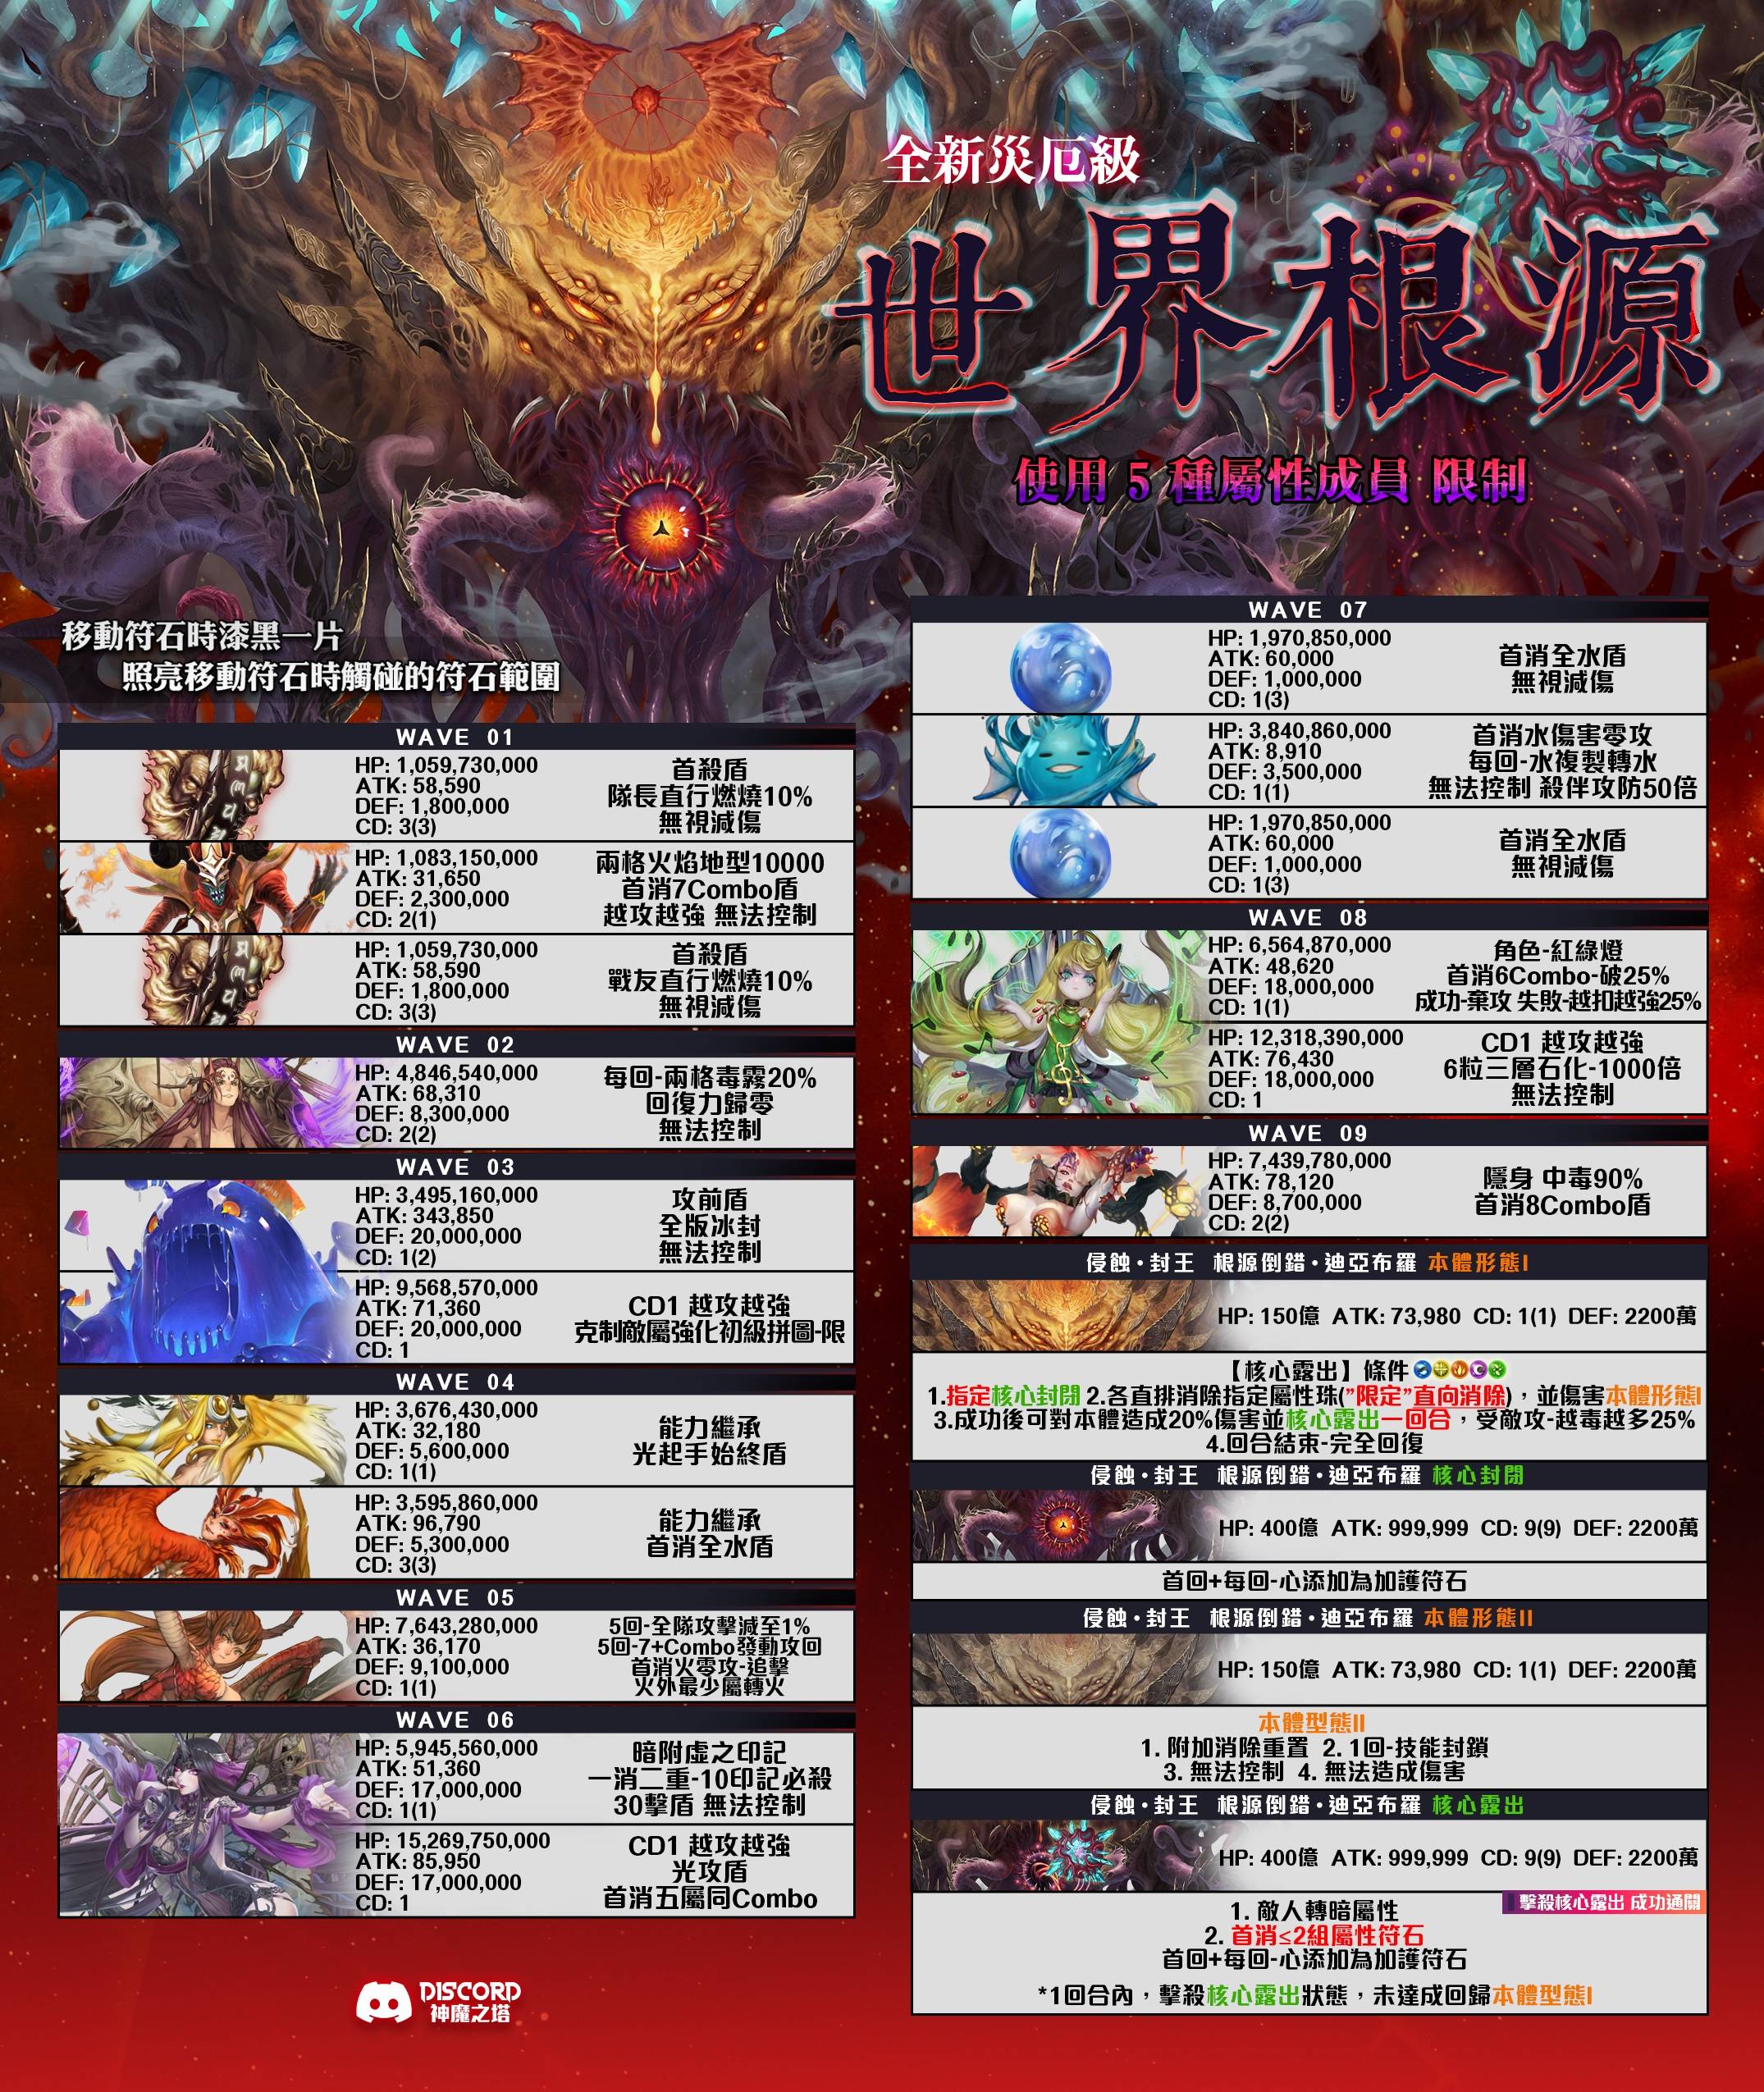 全新災厄級
世界根源
使用 5 種屬性成員 限制
移動符石時漆黑一片
照亮移動符石時觸碰的符石範圍
WAVE 01
HP: 1,059,730,000
ATK: 58,590
DEF: 1,800,000
CD: 3(3)
首殺盾
隊長直行燃燒10%
無視減傷
HP: 1,083,150,000
ATK: 31,650
DEF: 2,300,000
CD: 2(1)
兩格火焰地型10000
首消7Combo盾
越攻越強 無法控制
HP: 1,059,730,000
ATK: 58,590
DEF: 1,800,000
CD: 3(3)
首殺盾
戰友直行燃燒10%
無視減傷
WAVE 02
HP: 4,846,540,000
ATK: 68,310
DEF: 8,300,000
CD: 2(2)
每回-兩格毒霧20%
回復力歸零
無法控制
WAVE 03
HP: 3,495,160,000
ATK: 343,850
DEF: 20,000,000
CD: 1(2)
攻前盾
全版冰封
無法控制
HP: 9,568,570,000
ATK: 71,360
DEF: 20,000,000
CD: 1
CD1 越攻越強
克制敵屬強化初級拼圖-限
WAVE 04
HP: 3,676,430,000
ATK: 32,180
DEF: 5,600,000
CD: 1(1)
能力繼承
光起手始終盾
HP: 3,595,860,000
ATK: 96,790
DEF: 5,300,000
CD: 3(3)
能力繼承
首消全水盾
WAVE 05
HP: 7,643,280,000
ATK: 36,170
DEF: 9,100,000
CD: 1(1)
5回-全隊攻擊減至1%
5回-7+Combo發動攻回
首消火零攻-追擊
火外最少屬轉火
WAVE 06
HP: 5,945,560,000
ATK: 51,360
DEF: 17,000,000
CD: 1(1)
暗附虛之印記
一消二重-10印記必殺
30擊盾 無法控制
HP: 15,269,750,000
ATK: 85,950
DEF: 17,000,000
CD: 1
CD1 越攻越強
光攻盾
首消五屬同Combo
DISCORD
神魔之塔
WAVE 07
HP: 1,970,850,000
ATK: 60,000
DEF: 1,000,000
CD: 1(3)
首消全水盾
無視減傷
HP: 3,840,860,000
ATK: 8,910
DEF: 3,500,000
CD: 1(1)
首消水傷害零攻
每回-水複製轉水
無法控制 殺伴攻防50倍
HP: 1,970,850,000
ATK: 60,000
DEF: 1,000,000
CD: 1(3)
首消全水盾
無視減傷
WAVE 08
HP: 6,564,870,000
ATK: 48,620
DEF: 18,000,000
CD: 1(1)
角色-紅綠燈
首消6Combo-破25%
成功-棄攻 失敗-越扣越強25%
HP: 12,318,390,000
ATK: 76,430
DEF: 18,000,000
CD: 1
CD1 越攻越強
6粒三層石化-1000倍
無法控制
WAVE 09
HP: 7,439,780,000
ATK: 78,120
DEF: 8,700,000
CD: 2(2)
隱身 中毒90%
首消8Combo盾
侵蝕・封王 根源倒錯・迪亞布羅 本體形態I
HP: 150億 ATK: 73,980 CD: 1(1) DEF: 2200萬
【核心露出】條件
1.指定核心封閉 2.各直排消除指定屬性珠("限定"直向消除)，並傷害本體形態I
3.成功後可對本體造成20%傷害並核心露出一回合，受敵攻-越毒越多25%
4.回合結束-完全回復
侵蝕・封王 根源倒錯・迪亞布羅 核心封閉
HP: 400億 ATK: 999,999 CD: 9(9) DEF: 2200萬
首回+每回-心添加為加護符石
侵蝕・封王 根源倒錯・迪亞布羅 本體形態II
HP: 150億 ATK: 73,980 CD: 1(1) DEF: 2200萬
本體型態II
1. 附加消除重置 2. 1回-技能封鎖
3. 無法控制 4. 無法造成傷害
侵蝕・封王 根源倒錯・迪亞布羅 核心露出
HP: 400億 ATK: 999,999 CD: 9(9) DEF: 2200萬
擊殺核心露出 成功通關
1. 敵人轉暗屬性
2. 首消≤2組屬性符石
首回+每回-心添加為加護符石
*1回合內，擊殺核心露出狀態，未達成回歸本體型態I